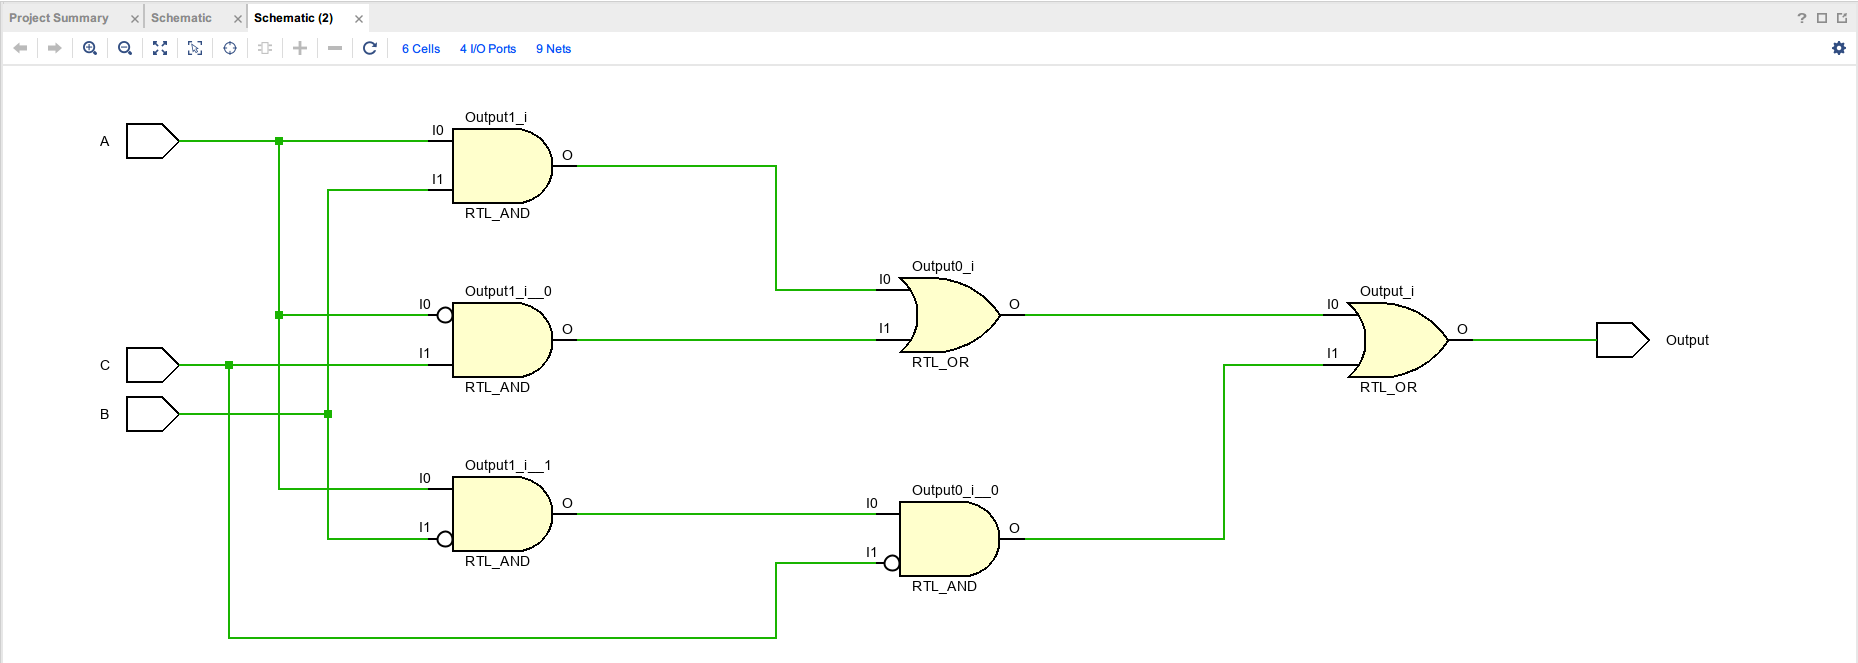 Project Summary × Schematic × Schematic (2) ×
?
6 Cells 4 I/O Ports 9 Nets
Output1_i
A
I0
O
I1
RTL_AND
Output0_i
I0
O
I1
RTL_OR
Output1_i__0
I0
O
C
I1
RTL_AND
Output_i
I0
O
Output
I1
RTL_OR
B
Output1_i__1
I0
O
I1
RTL_AND
Output0_i__0
I0
O
I1
RTL_AND